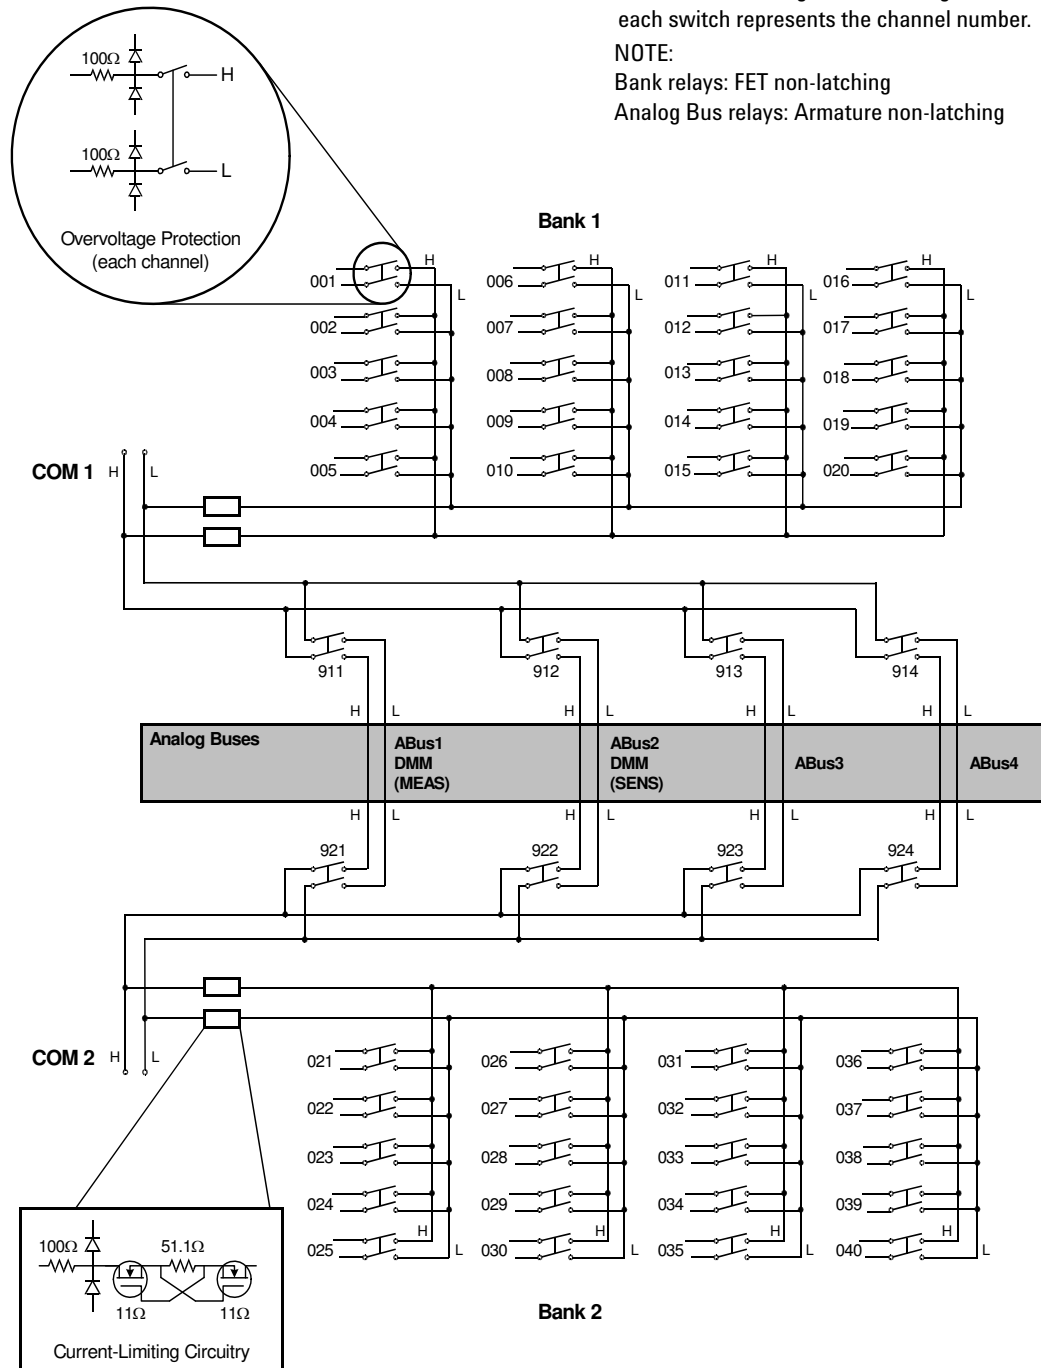 each switch represents the channel number.
NOTE:
Bank relays: FET non-latching
Analog Bus relays: Armature non-latching
100Ω
H
100Ω
L
Overvoltage Protection
(each channel)
Bank 1
H H H H
001 006 011 016
L L L L
002 007 012 017
003 008 013 018
004 009 014 019
COM 1 H L
005 010 015 020
911 912 913 914
H L H L H L H L
Analog Buses
ABus1
DMM
(MEAS)
ABus2
DMM
(SENS)
ABus3
ABus4
H L H L H L H L
921 922 923 924
COM 2 H L
021 026 031 036
022 027 032 037
023 028 033 038
024 029 034 039
H H H H
025 030 035 040
L L L L
100Ω 51.1Ω
11Ω 11Ω
Current-Limiting Circuitry
Bank 2